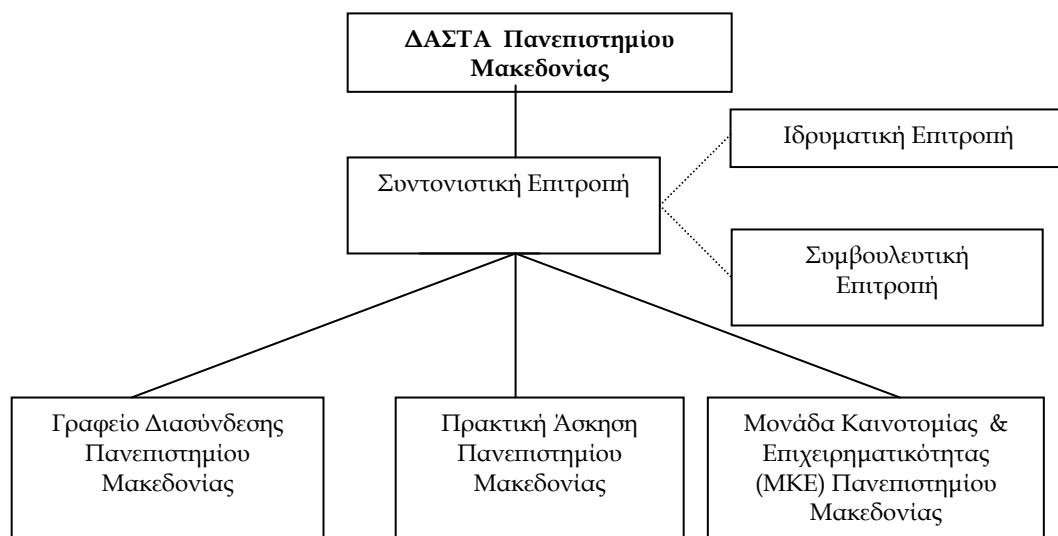 ΔΑΣΤΑ Πανεπιστημίου
Μακεδονίας
Ιδρυματική Επιτροπή
Συντονιστική Επιτροπή
Συμβουλευτική
Επιτροπή
Γραφείο Διασύνδεσης
Πανεπιστημίου
Μακεδονίας
Πρακτική Άσκηση
Πανεπιστημίου
Μακεδονίας
Μονάδα Καινοτομίας &
Επιχειρηματικότητας
(ΜΚΕ) Πανεπιστημίου
Μακεδονίας